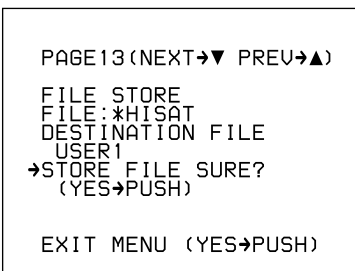 PAGE13(NEXT→▼ PREV→▲)
FILE STORE
FILE:*HISAT
DESTINATION FILE
USER1
→STORE FILE SURE?
(YES→PUSH)
EXIT MENU (YES→PUSH)